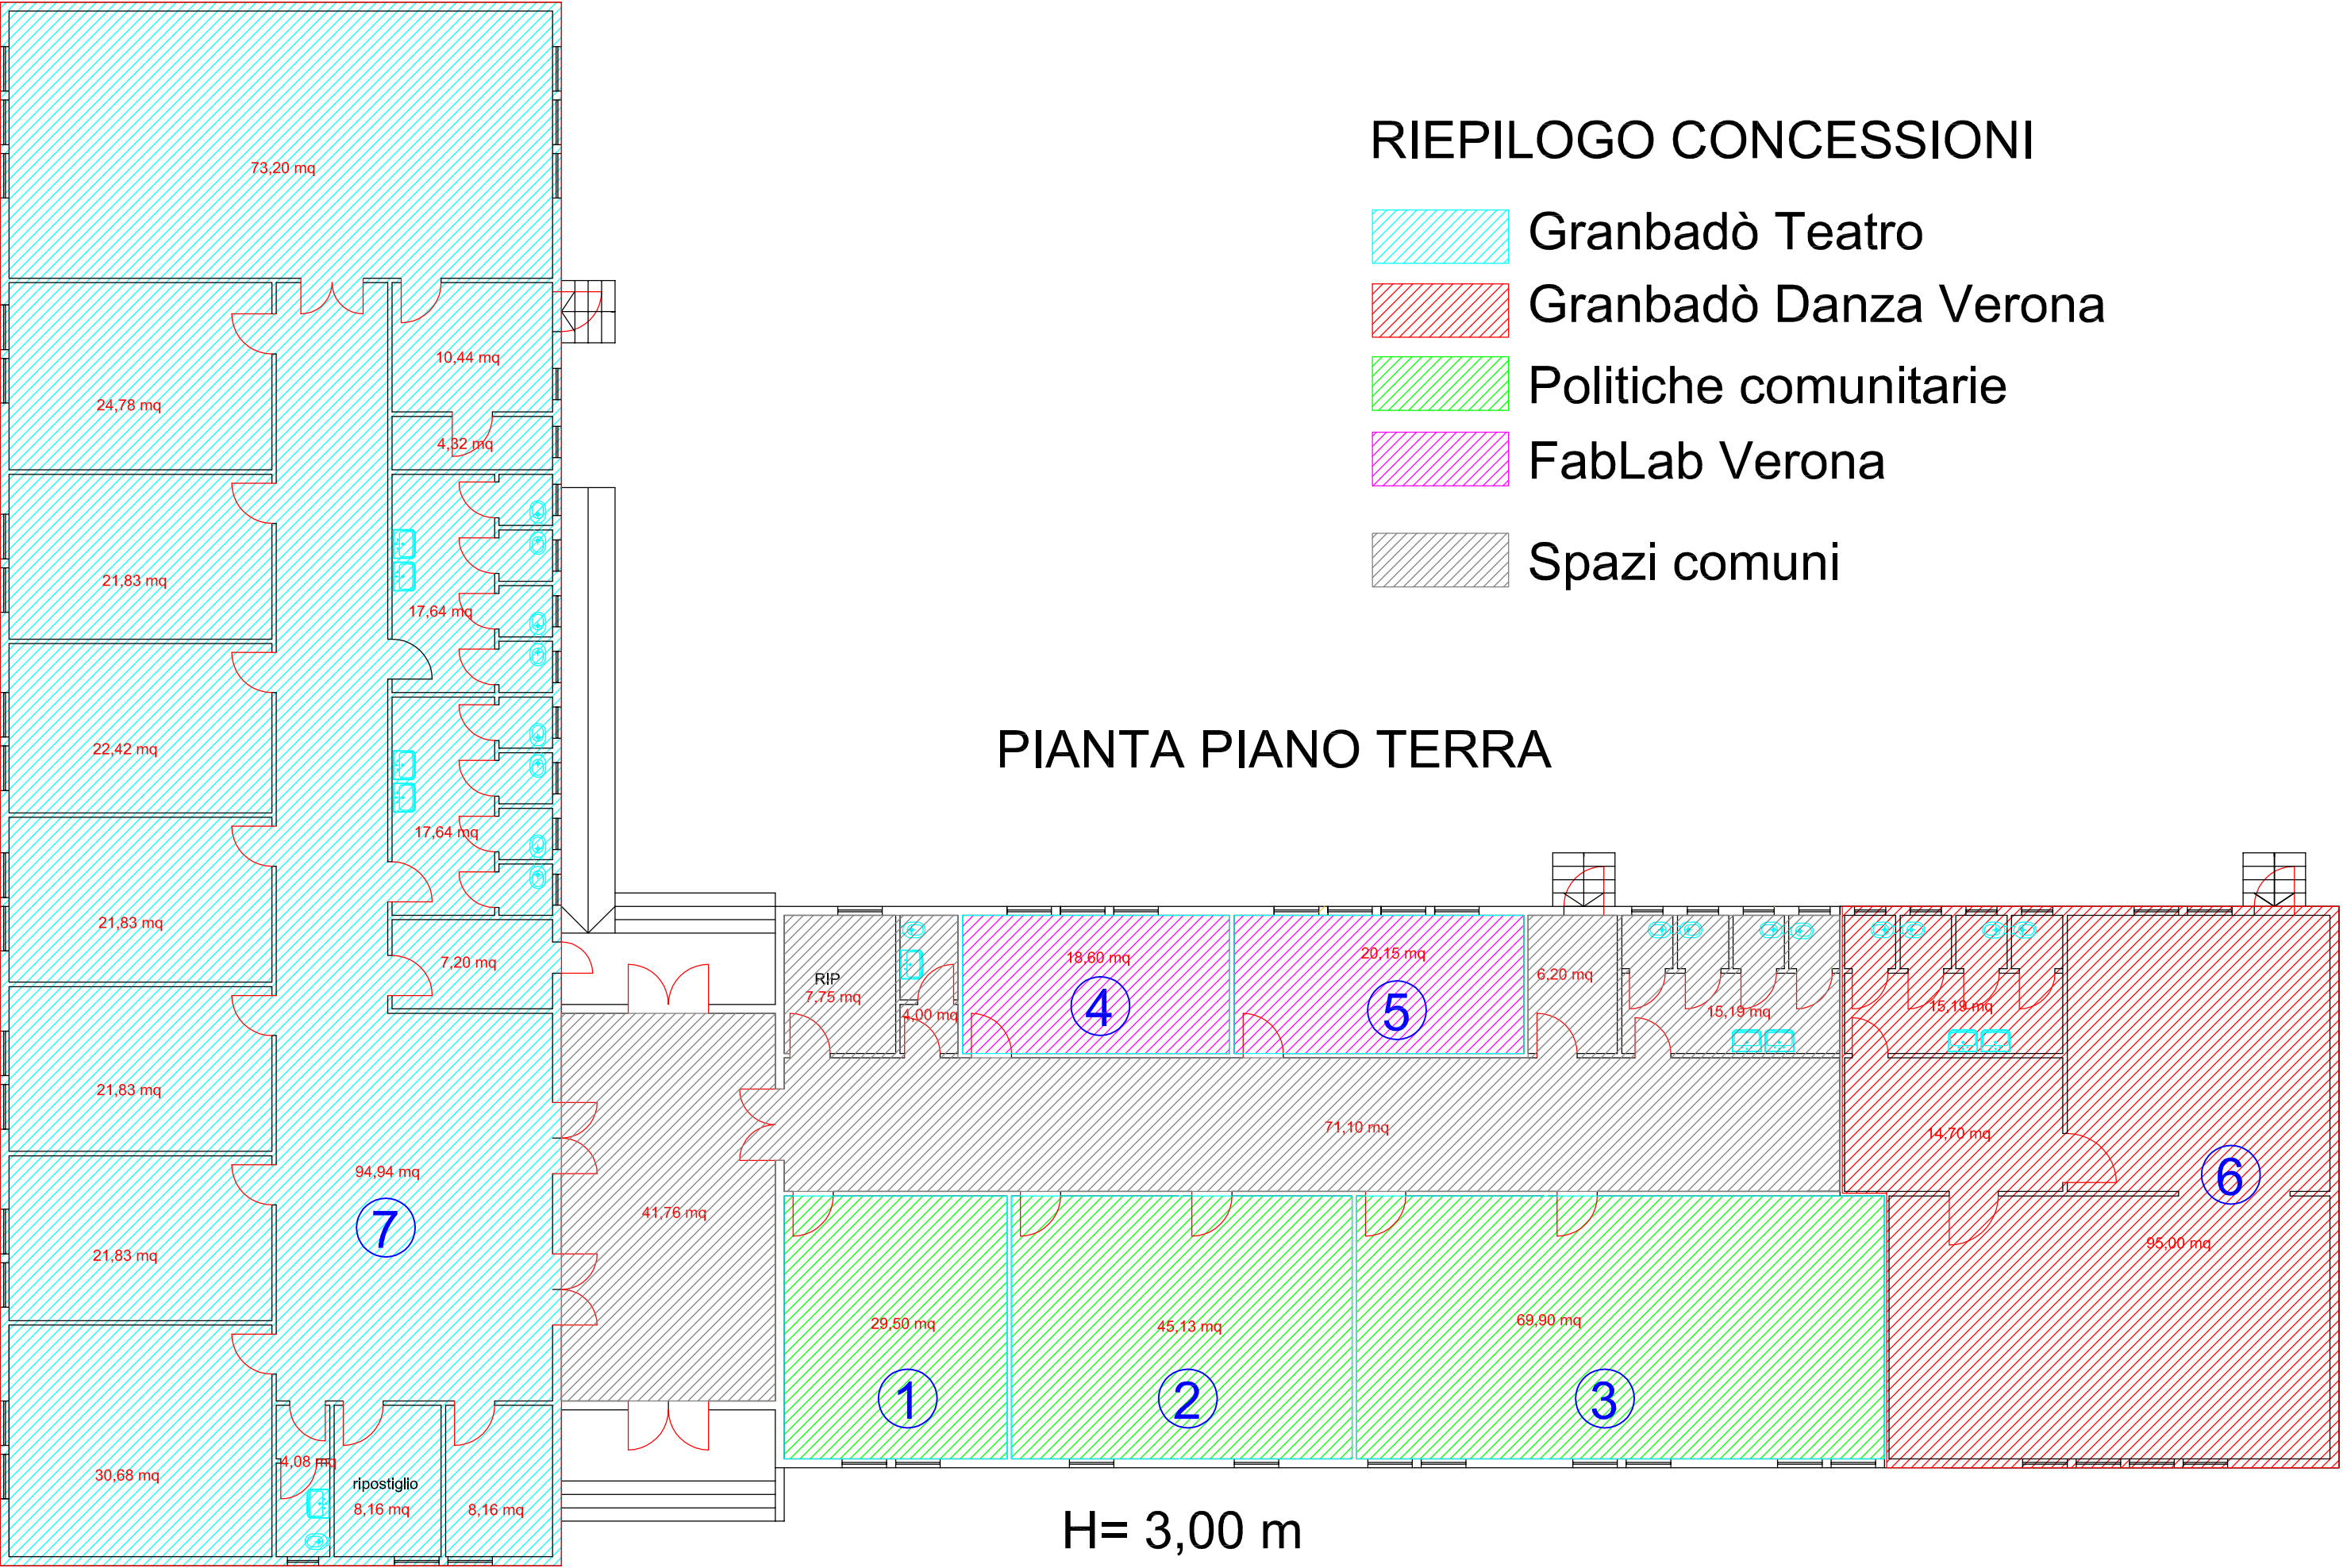 RIEPILOGO CONCESSIONI
Granbadò Teatro
Granbadò Danza Verona
Politiche comunitarie
FabLab Verona
Spazi comuni
PIANTA PIANO TERRA
73,20 mq
10,44 mq
24,78 mq
4,32 mq
21,83 mq
17,64 mq
22,42 mq
17,64 mq
21,83 mq
7,20 mq
21,83 mq
94,94 mq
7
21,83 mq
30,68 mq
4,08 mq
ripostiglio
8,16 mq
8,16 mq
41,76 mq
RIP
7,75 mq
4,00 mq
18,60 mq
4
20,15 mq
5
6,20 mq
15,19 mq
15,19 mq
71,10 mq
14,70 mq
6
95,00 mq
29,50 mq
1
45,13 mq
2
69,90 mq
3
H= 3,00 m